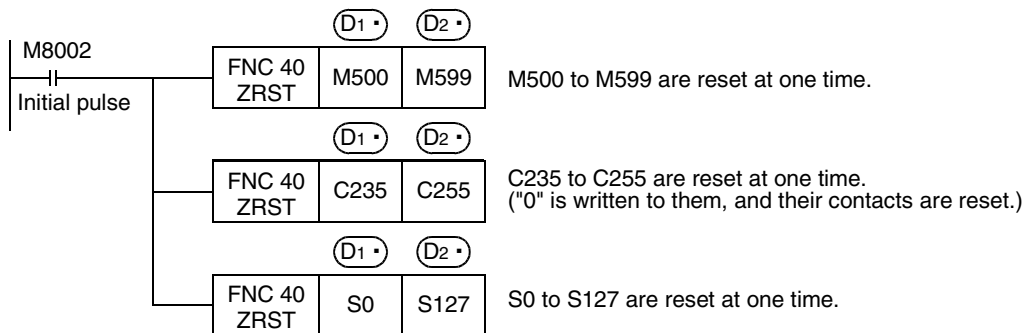 D1 · D2 ·
M8002
Initial pulse
FNC 40 ZRST M500 M599 M500 to M599 are reset at one time.
D1 · D2 ·
FNC 40 ZRST C235 C255 C235 to C255 are reset at one time.
("0" is written to them, and their contacts are reset.)
D1 · D2 ·
FNC 40 ZRST S0 S127 S0 to S127 are reset at one time.